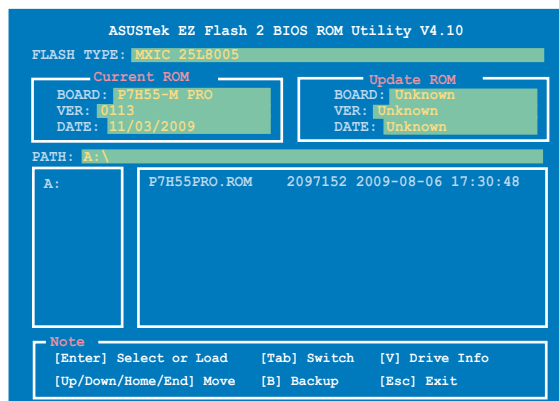 ASUSTek EZ Flash 2 BIOS ROM Utility V4.10
FLASH TYPE: MXIC 25L8005
Current ROM
BOARD: P7H55-M PRO
VER: 0113
DATE: 11/03/2009
Update ROM
BOARD: Unknown
VER: Unknown
DATE: Unknown
PATH: A:\
A:
P7H55PRO.ROM 2097152 2009-08-06 17:30:48
Note
[Enter] Select or Load [Tab] Switch [V] Drive Info
[Up/Down/Home/End] Move [B] Backup [Esc] Exit